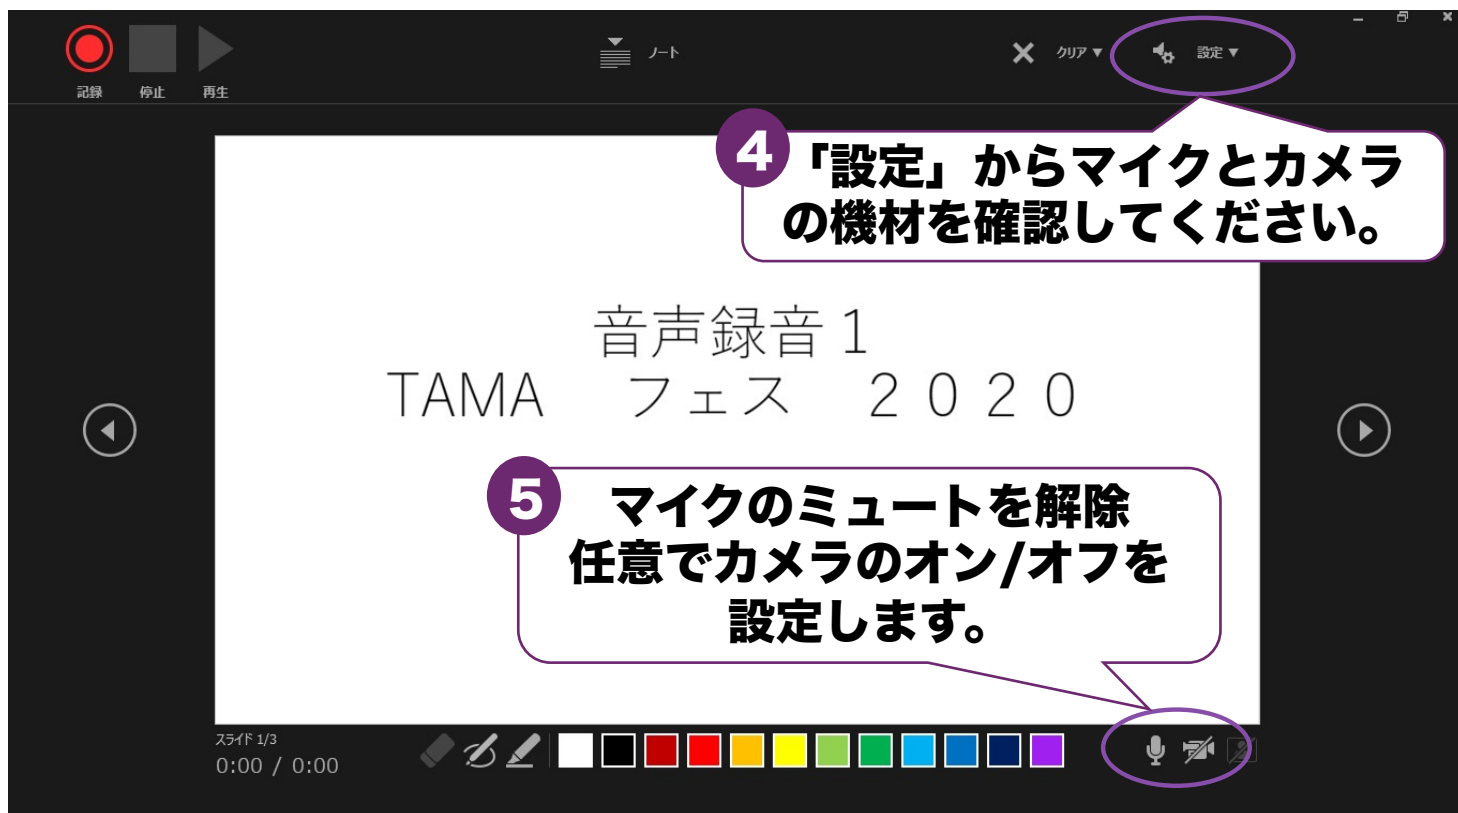 記録
停止
再生
ノート
クリア▼
設定▼
4
「設定」からマイクとカメラ
の機材を確認してください。
音声録音１
TAMA　フェス　２０２０
5
マイクのミュートを解除
任意でカメラのオン/オフを
設定します。
スライド 1/3
0:00 / 0:00